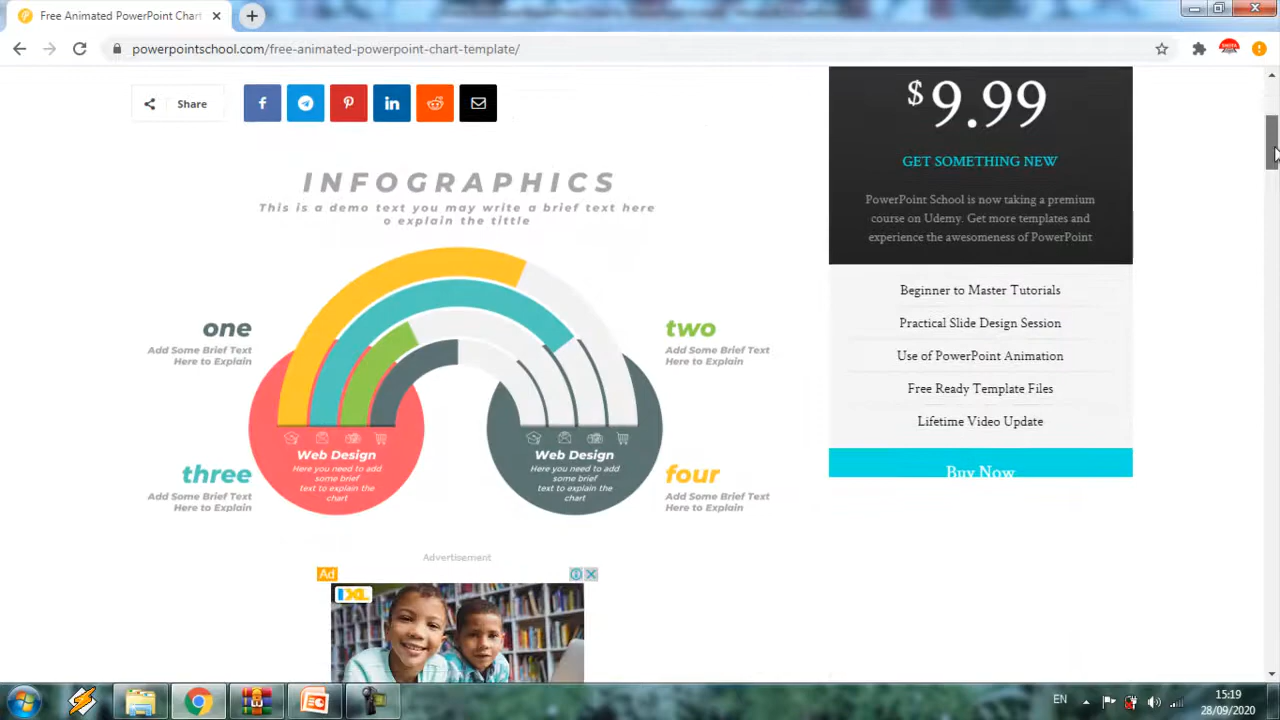 Free Animated PowerPoint Chart
powerpointschool.com/free-animated-powerpoint-chart-template/
Share
$9.99
GET SOMETHING NEW
PowerPoint School is now taking a premium
course on Udemy. Get more templates and
experience the awesomeness of PowerPoint
Beginner to Master Tutorials
Practical Slide Design Session
Use of PowerPoint Animation
Free Ready Template Files
Lifetime Video Update
Buy Now
INFOGRAPHICS
This is a demo text you may write a brief text here
o explain the tittle
one
Add Some Brief Text
Here to Explain
two
Add Some Brief Text
Here to Explain
three
Add Some Brief Text
Here to Explain
four
Add Some Brief Text
Here to Explain
Web Design
Here you need to add
some brief
text to explain the
chart
Web Design
Here you need to add
some brief
text to explain the
chart
Advertisement
Ad
IXL
EN
15:19
28/09/2020